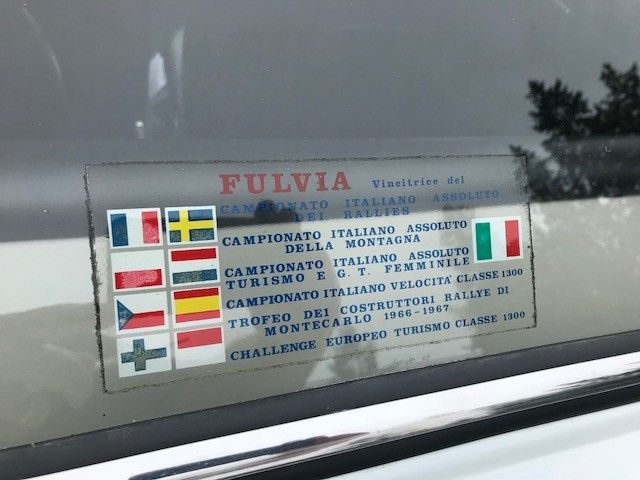 FULVIA Vincitrice del
CAMPIONATO ITALIANO ASSOLUTO
DEI RALLIES
CAMPIONATO ITALIANO ASSOLUTO
DELLA MONTAGNA
CAMPIONATO ITALIANO ASSOLUTO
TURISMO E G. T. FEMMINILE
CAMPIONATO ITALIANO VELOCITA' CLASSE 1300
TROFEO DEI COSTRUTTORI RALLYE DI
MONTECARLO 1966-1967
CHALLENGE EUROPEO TURISMO CLASSE 1300